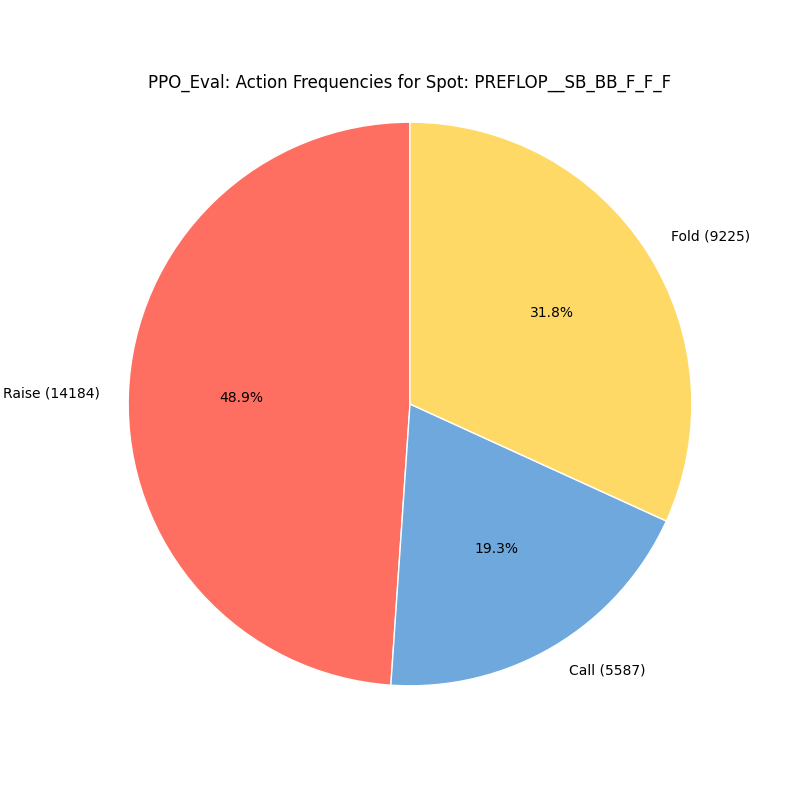 PPO_Eval: Action Frequencies for Spot: PREFLOP__SB_BB_F_F_F
Fold (9225)
31.8%
Raise (14184)
48.9%
19.3%
Call (5587)